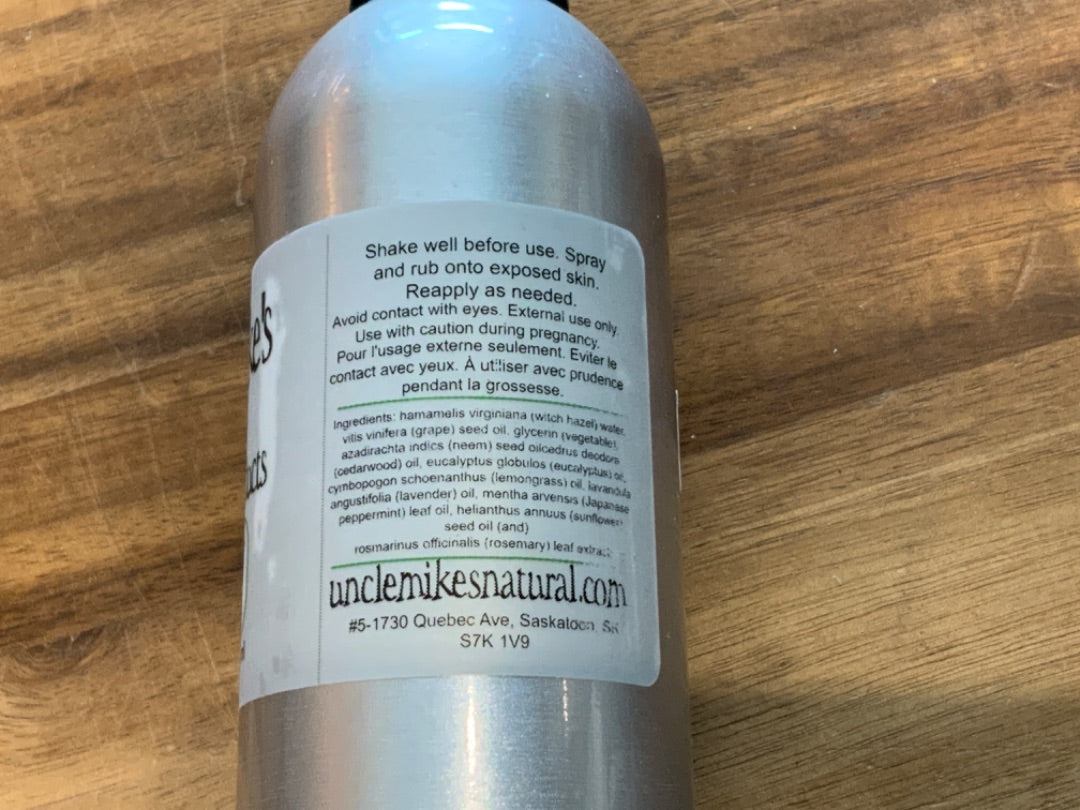 ke's
ucts
Shake well before use. Spray
and rub onto exposed skin.
Reapply as needed.
Avoid contact with eyes. External use only.
Use with caution during pregnancy.
Pour l'usage externe seulement. Eviter le
contact avec yeux. À utiliser avec prudence
pendant la grossesse.
Ingredients: hamamelis virginiana (witch hazel) water,
vitis vinifera (grape) seed oil, glycerin (vegetable),
azadirachta indics (neem) seed oilcedrus deodora
(cedarwood) oil, eucalyptus globulos (eucalyptus) oil,
cymbopogon schoenanthus (lemongrass) oil, lavandula
angustifolia (lavender) oil, mentha arvensis (Japanese
peppermint) leaf oil, helianthus annuus (sunflower)
seed oil (and)
rosmarinus officinalis (rosemary) leaf extract
unclemikesnatural.com
#5-1730 Quebec Ave, Saskatoon, SK
S7K 1V9